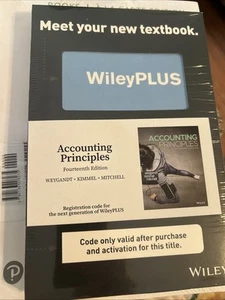 Meet your new textbook.
WileyPLUS
Accounting
Principles
Fourteenth Edition
WEYGANDT • KIMMEL • MITCHELL
Registration code for
the next generation of WileyPLUS
ACCOUNTING
PRINCIPLES
Code only valid after purchase
and activation for this title.
WILEY
P